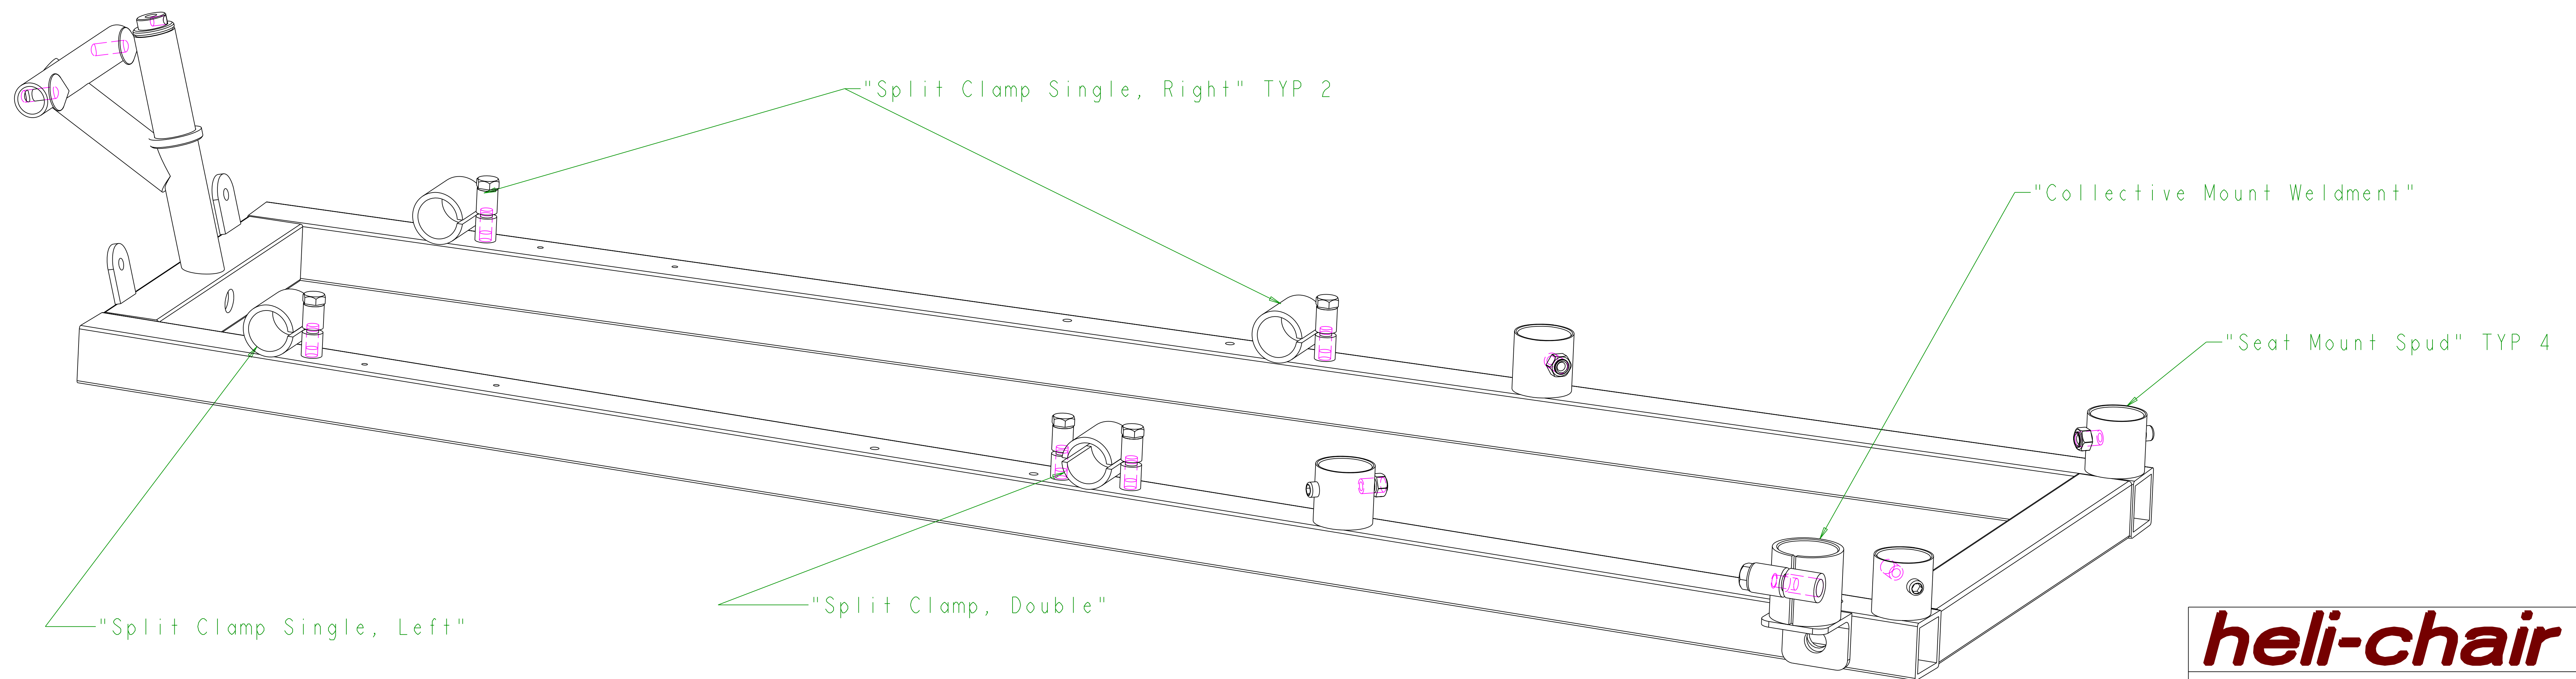 "Split Clamp Single, Right" TYP 2
"Collective Mount Weldment"
"Seat Mount Spud" TYP 4
"Split Clamp, Double"
"Split Clamp Single, Left"
heli-chair